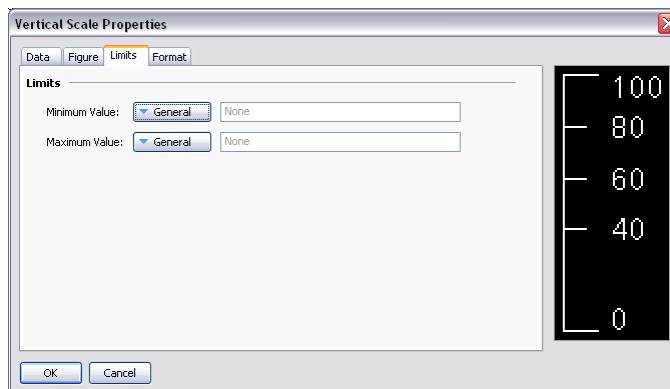 Vertical Scale Properties
Data Figure Limits Format
Limits
Minimum Value: General None
Maximum Value: General None
OK Cancel
100
80
60
40
0